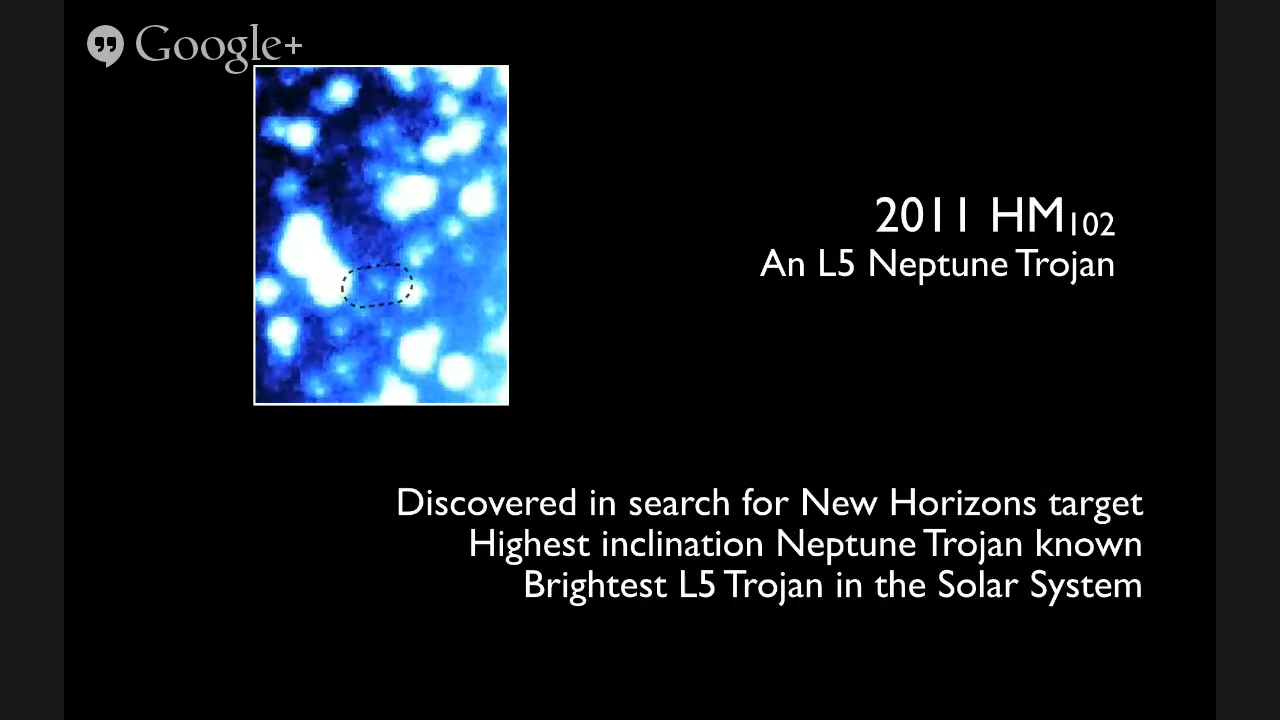 Google+
2011 HM102
An L5 Neptune Trojan
Discovered in search for New Horizons target
Highest inclination Neptune Trojan known
Brightest L5 Trojan in the Solar System